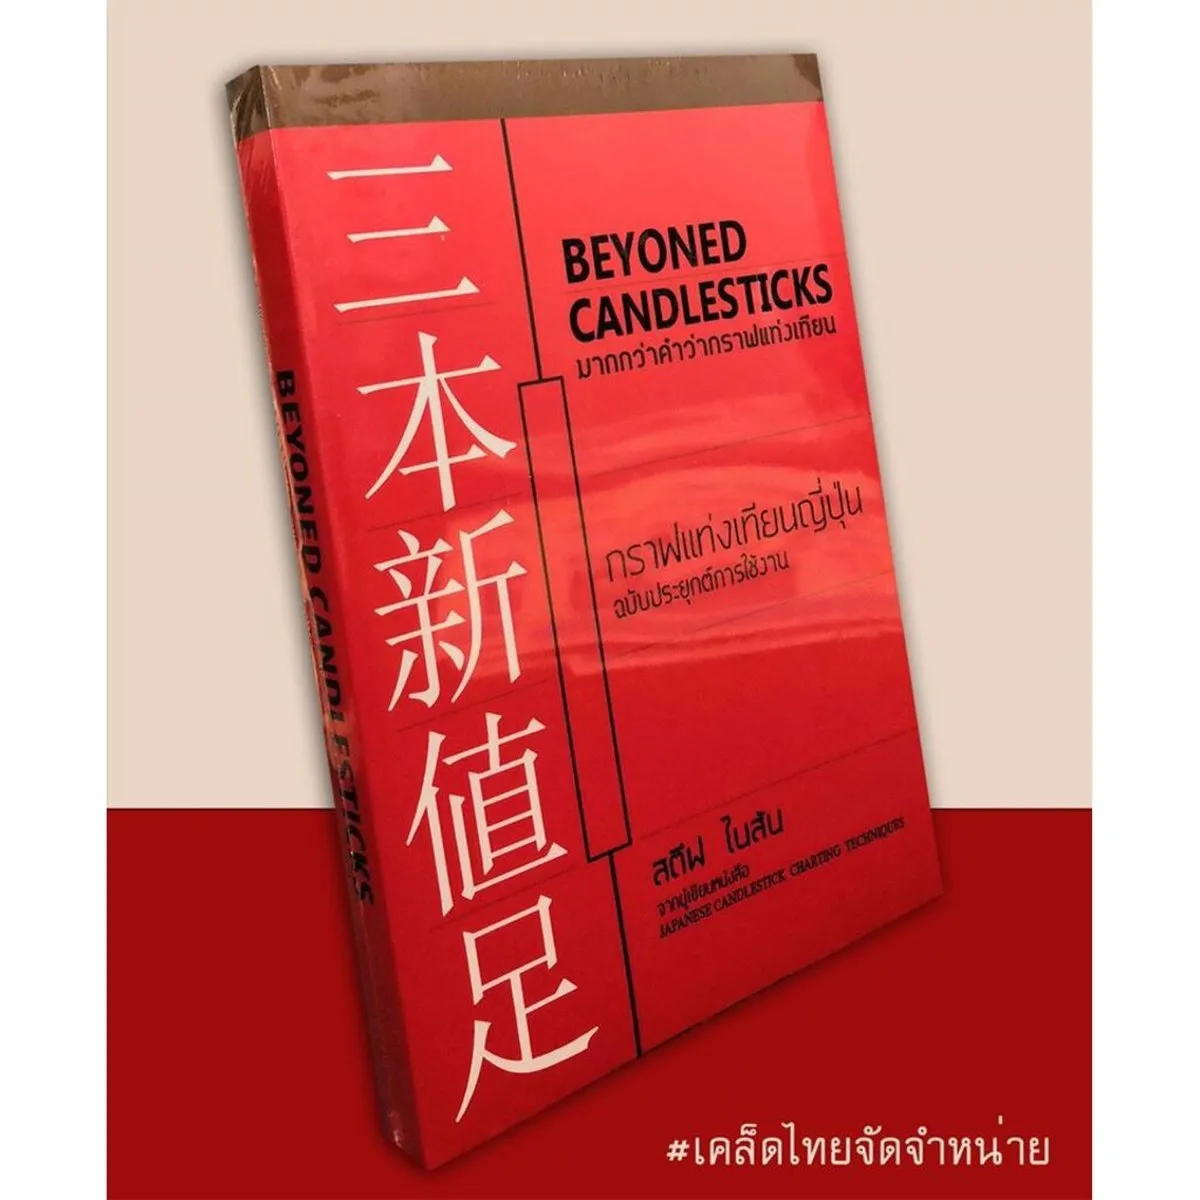 三本新値足
BEYONED
CANDLESTICKS
มากกว่าคำว่ากราฟแท่งเทียน
กราฟแท่งเทียนญี่ปุ่น
ฉบับประยุกต์การใช้งาน
สตีฟ ไนสัน
จากผู้เขียนหนังสือ
JAPANESE CANDLESTICK CHARTING TECHNIQUES
BEYONED CANDLESTICKS
#เคล็ดไทยจัดจำหน่าย